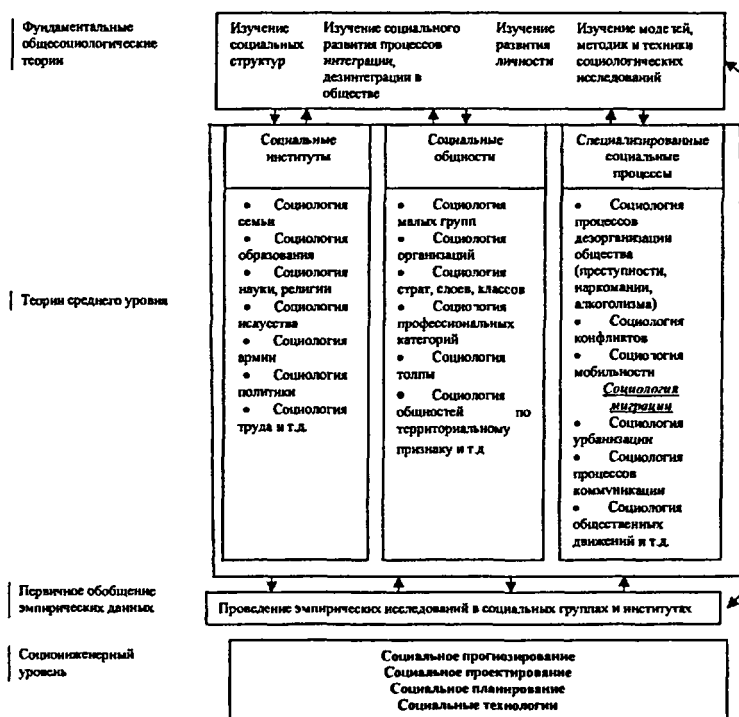 Фундаментальные
общесоциологические
теории
Изучение
социальных
структур
Изучение социального
развития процессов
интеграции,
дезинтеграции в
обществе
Изучение
развития
личности
Изучение моделей,
методик и техники
социологических
исследований
Теории среднего уровня
Социальные
институты
• Социология
семьи
• Социология
образования
• Социология
науки, религии
• Социология
искусства
• Социология
армии
• Социология
политики
• Социология
труда и т.д.
Социальные
общности
• Социология
малых групп
• Социология
организаций
• Социология
страт, слоев, классов
• Социология
профессиональных
категорий
• Социология
толпы
• Социология
общностей по
территориальному
признаку и т.д
Специализированные
социальные
процессы
• Социология
процессов
дезорганизации
общества
(преступности,
наркомании,
алкоголизма)
• Социология
конфликтов
• Социология
мобильности
Социология
миграции
• Социология
урбанизации
• Социология
процессов
коммуникации
• Социология
общественных
движений и т.д.
Первичное обобщение
эмпирических данных
Проведение эмпирических исследований в социальных группах и институтах
Социоинженерный
уровень
Социальное прогнозирование
Социальное проектирование
Социальное планирование
Социальные технологии